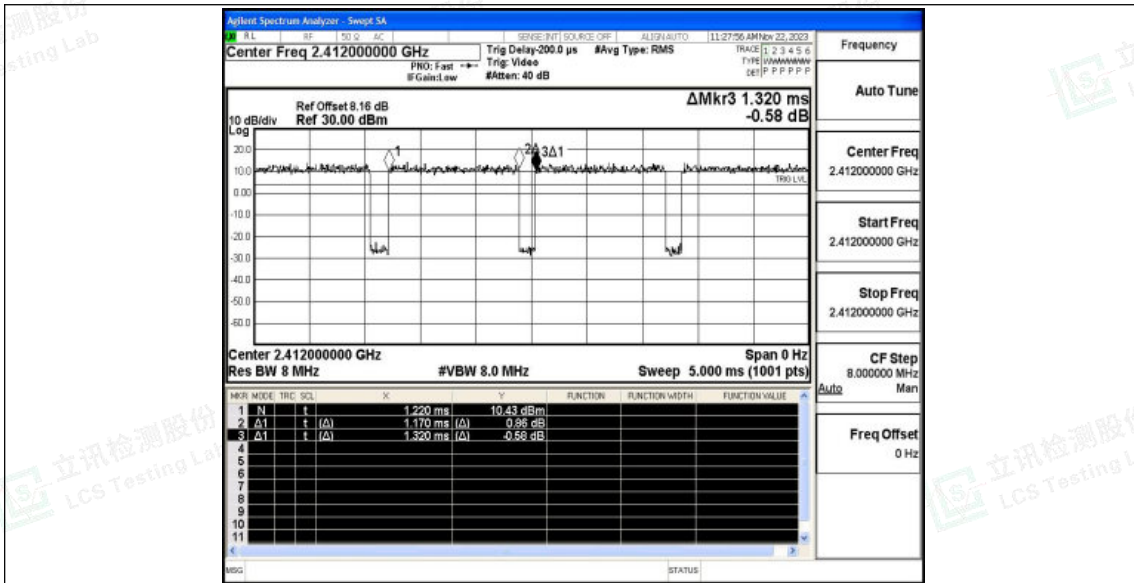 Agilent Spectrum Analyzer - Swept SA
RL RF 50 Ω AC SENSE:INT SOURCE OFF ALIGNAUTO 11:27:56 AM Nov 22, 2023
Center Freq 2.412000000 GHz
Trig Delay-200.0 µs #Avg Type: RMS
TRACE 1 2 3 4 5 6
PNO: Fast
Trig: Video
TYPE
IFGain:Low
#Atten: 40 dB
DET P P P P P P
ΔMkr3 1.320 ms
-0.58 dB
Ref Offset 8.16 dB
10 dB/div Ref 30.00 dBm
Log
20.0
10.0
0.00
-10.0
-20.0
-30.0
-40.0
-50.0
-60.0
1
2Δ
3Δ1
TRIG LVL
Center 2.412000000 GHz Span 0 Hz
Res BW 8 MHz #VBW 8.0 MHz Sweep 5.000 ms (1001 pts)
MKR MODE TRC SCL X Y FUNCTION FUNCTION WIDTH FUNCTION VALUE
1 N t 1.220 ms 10.43 dBm
2 Δ1 t (Δ) 1.170 ms (Δ) 0.86 dB
3 Δ1 t (Δ) 1.320 ms (Δ) -0.58 dB
4
5
6
7
8
9
10
11
MSG STATUS
Frequency
Auto Tune
Center Freq
2.412000000 GHz
Start Freq
2.412000000 GHz
Stop Freq
2.412000000 GHz
CF Step
8.000000 MHz
Auto Man
Freq Offset
0 Hz
立讯检测股份
LCS Testing Lab
立讯检测股份
LCS Testing L
测股份
sting Lab
立
LCS